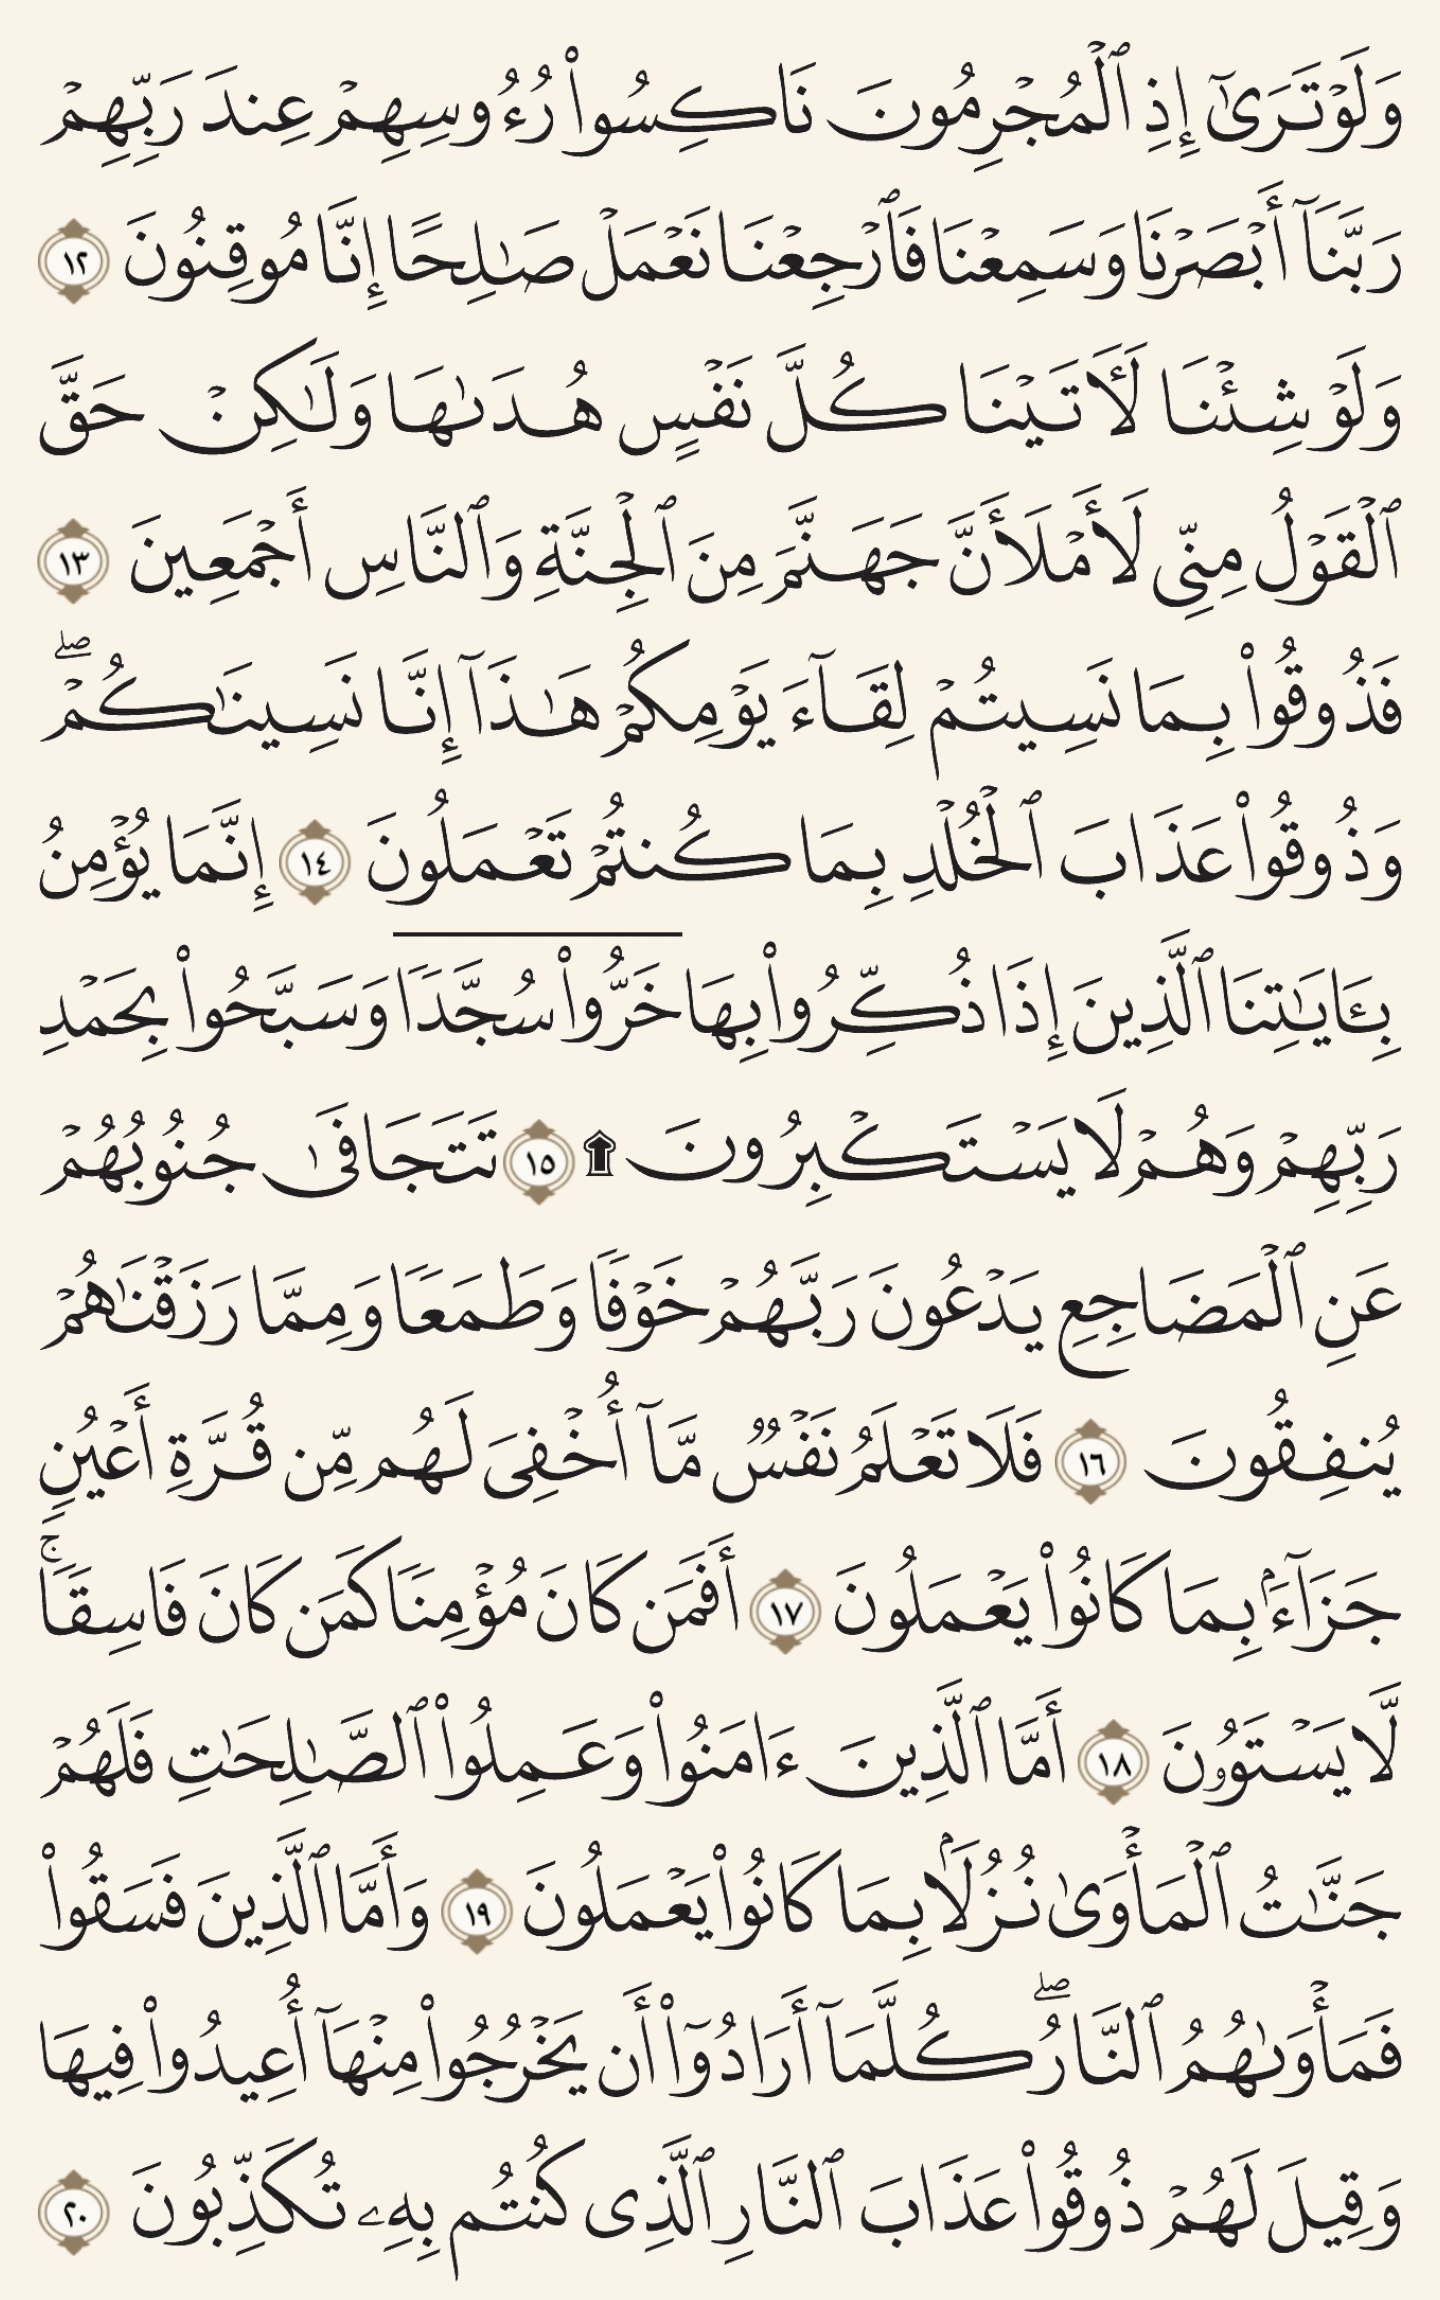 وَلَوْ تَرَىٰٓ إِذِ ٱلْمُجْرِمُونَ نَاكِسُوا۟ رُءُوسِهِمْ عِندَ رَبِّهِمْ
رَبَّنَآ أَبْصَرْنَا وَسَمِعْنَا فَٱرْجِعْنَا نَعْمَلْ صَـٰلِحًا إِنَّا مُوقِنُونَ ١٢
وَلَوْ شِئْنَا لَـَٔاتَيْنَا كُلَّ نَفْسٍ هُدَىٰهَا وَلَـٰكِنْ حَقَّ
ٱلْقَوْلُ مِنِّى لَأَمْلَأَنَّ جَهَنَّمَ مِنَ ٱلْجِنَّةِ وَٱلنَّاسِ أَجْمَعِينَ ١٣
فَذُوقُوا۟ بِمَا نَسِيتُمْ لِقَآءَ يَوْمِكُمْ هَـٰذَآ إِنَّا نَسِينَـٰكُمْ ۖ
وَذُوقُوا۟ عَذَابَ ٱلْخُلْدِ بِمَا كُنتُمْ تَعْمَلُونَ ١٤ إِنَّمَا يُؤْمِنُ
بِـَٔايَـٰتِنَا ٱلَّذِينَ إِذَا ذُكِّرُوا۟ بِهَا خَرُّوا۟ سُجَّدًا وَسَبَّحُوا۟ بِحَمْدِ
رَبِّهِمْ وَهُمْ لَا يَسْتَكْبِرُونَ ۩ ١٥ تَتَجَافَىٰ جُنُوبُهُمْ
عَنِ ٱلْمَضَاجِعِ يَدْعُونَ رَبَّهُمْ خَوْفًا وَطَمَعًا وَمِمَّا رَزَقْنَـٰهُمْ
يُنفِقُونَ ١٦ فَلَا تَعْلَمُ نَفْسٌ مَّآ أُخْفِىَ لَهُم مِّن قُرَّةِ أَعْيُنٍ
جَزَآءًۢ بِمَا كَانُوا۟ يَعْمَلُونَ ١٧ أَفَمَن كَانَ مُؤْمِنًا كَمَن كَانَ فَاسِقًا ۚ
لَّا يَسْتَوُۥنَ ١٨ أَمَّا ٱلَّذِينَ ءَامَنُوا۟ وَعَمِلُوا۟ ٱلصَّـٰلِحَـٰتِ فَلَهُمْ
جَنَّـٰتُ ٱلْمَأْوَىٰ نُزُلًۢا بِمَا كَانُوا۟ يَعْمَلُونَ ١٩ وَأَمَّا ٱلَّذِينَ فَسَقُوا۟
فَمَأْوَىٰهُمُ ٱلنَّارُ ۖ كُلَّمَآ أَرَادُوٓا۟ أَن يَخْرُجُوا۟ مِنْهَآ أُعِيدُوا۟ فِيهَا
وَقِيلَ لَهُمْ ذُوقُوا۟ عَذَابَ ٱلنَّارِ ٱلَّذِى كُنتُم بِهِۦ تُكَذِّبُونَ ٢٠